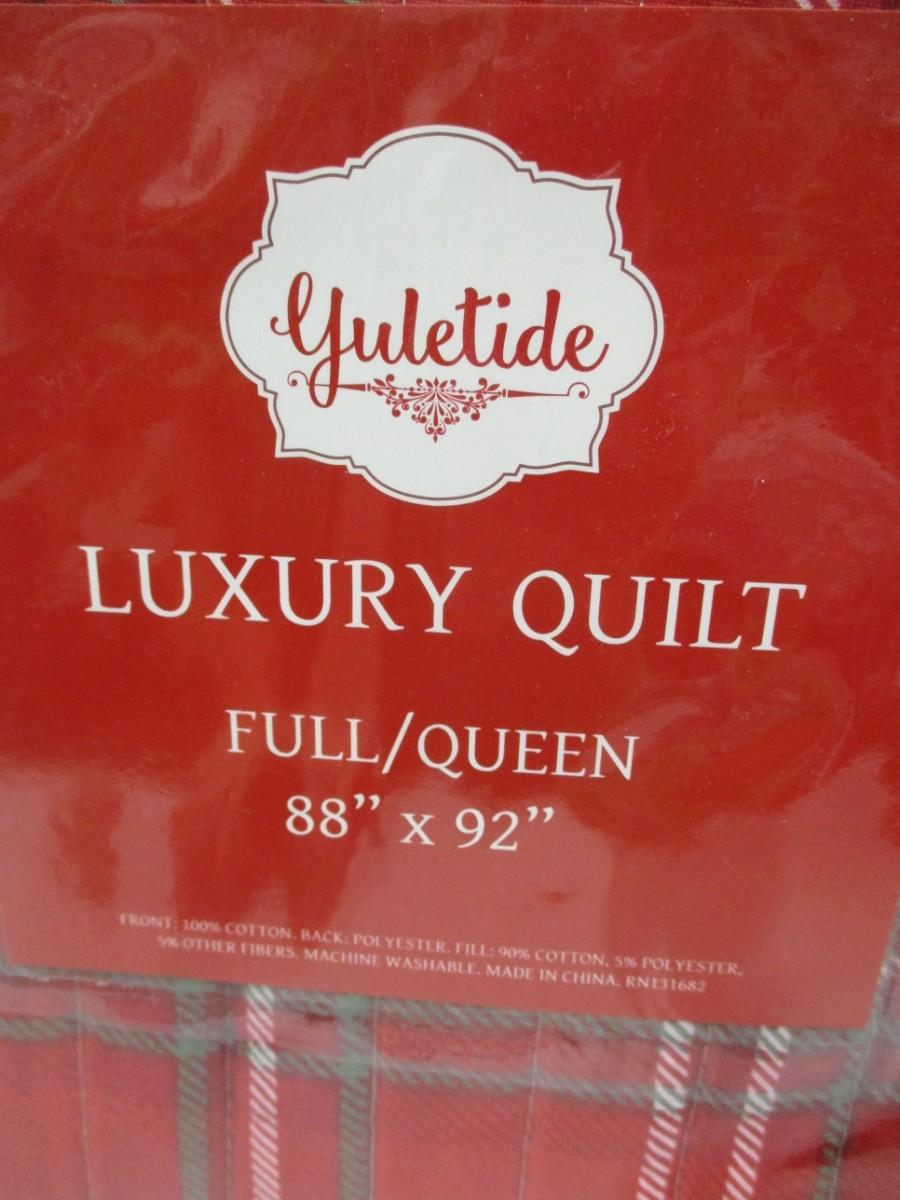 Yuletide
LUXURY QUILT
FULL/QUEEN
88” x 92”
FRONT: 100% COTTON. BACK: POLYESTER. FILL: 90% COTTON, 5% POLYESTER,
5% OTHER FIBERS. MACHINE WASHABLE. MADE IN CHINA. RN131682